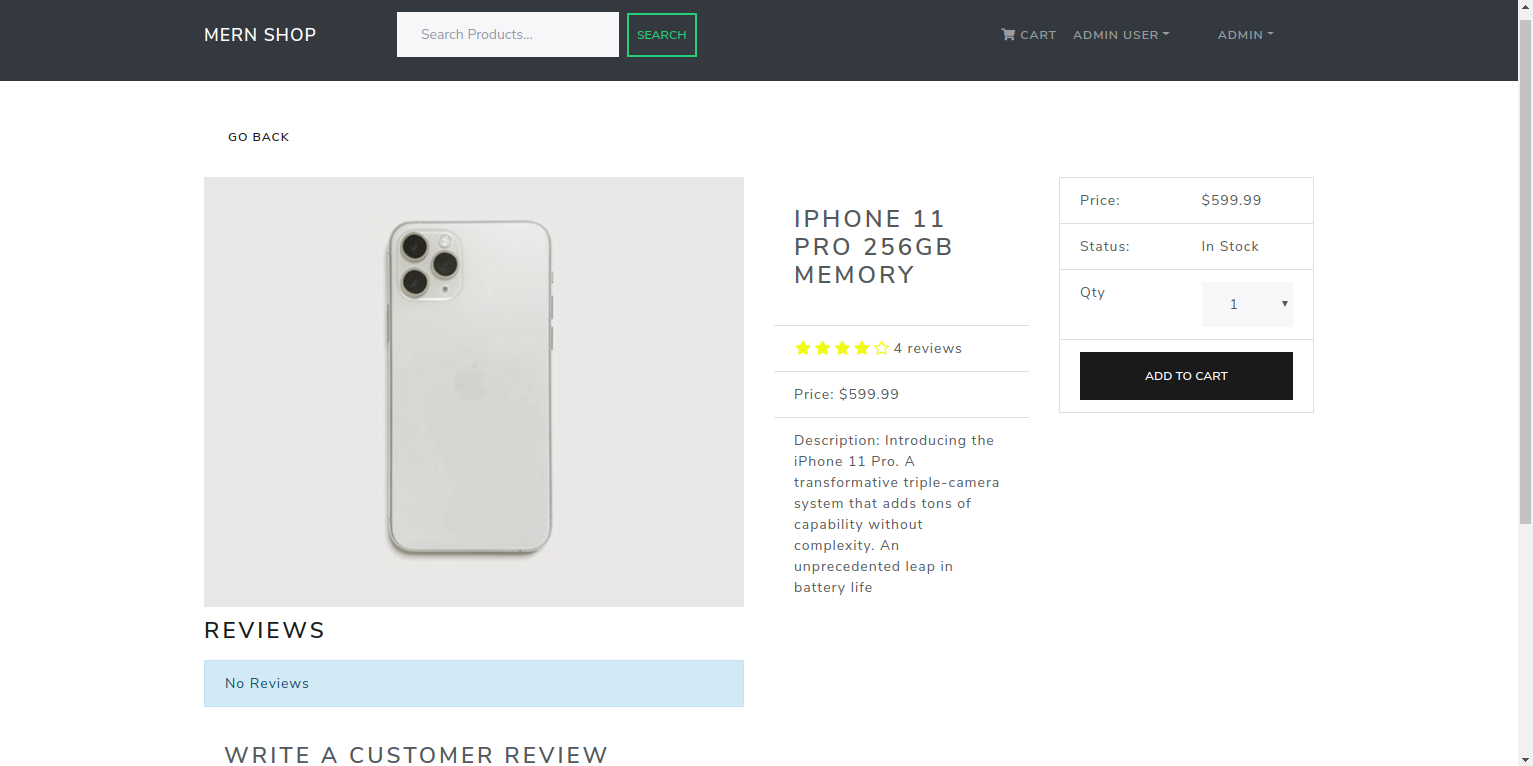 MERN SHOP
Search Products...
SEARCH
CART
ADMIN USER
ADMIN
GO BACK
IPHONE 11
PRO 256GB
MEMORY
4 reviews
Price: $599.99
Description: Introducing the
iPhone 11 Pro. A
transformative triple-camera
system that adds tons of
capability without
complexity. An
unprecedented leap in
battery life
Price: $599.99
Status: In Stock
Qty 1
ADD TO CART
REVIEWS
No Reviews
WRITE A CUSTOMER REVIEW